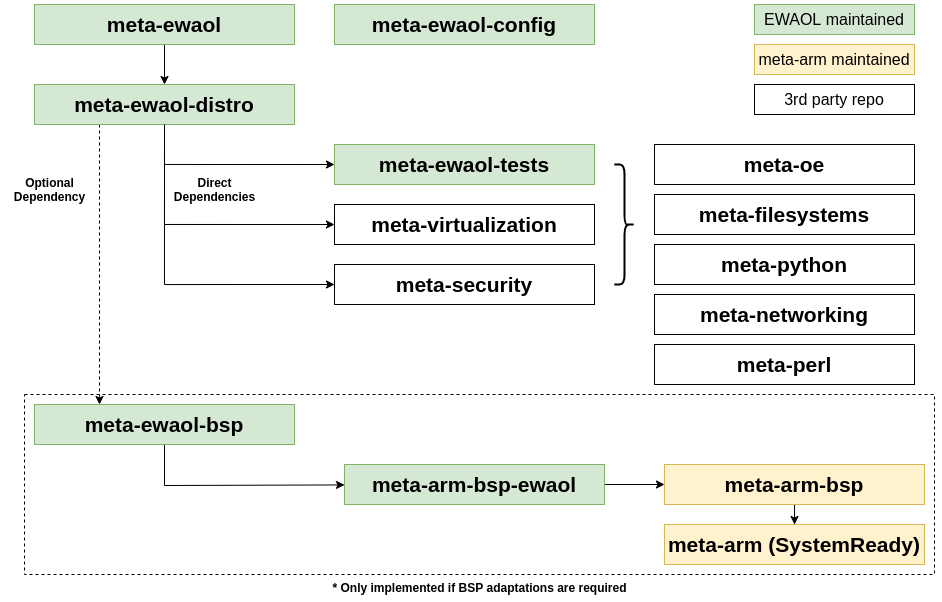 meta-ewaol
meta-ewaol-config
EWAOL maintained
meta-arm maintained
3rd party repo
meta-ewaol-distro
Optional
Dependency
Direct
Dependencies
meta-ewaol-tests
meta-virtualization
meta-security
meta-oe
meta-filesystems
meta-python
meta-networking
meta-perl
meta-ewaol-bsp
meta-arm-bsp-ewaol
meta-arm-bsp
meta-arm (SystemReady)
* Only implemented if BSP adaptations are required